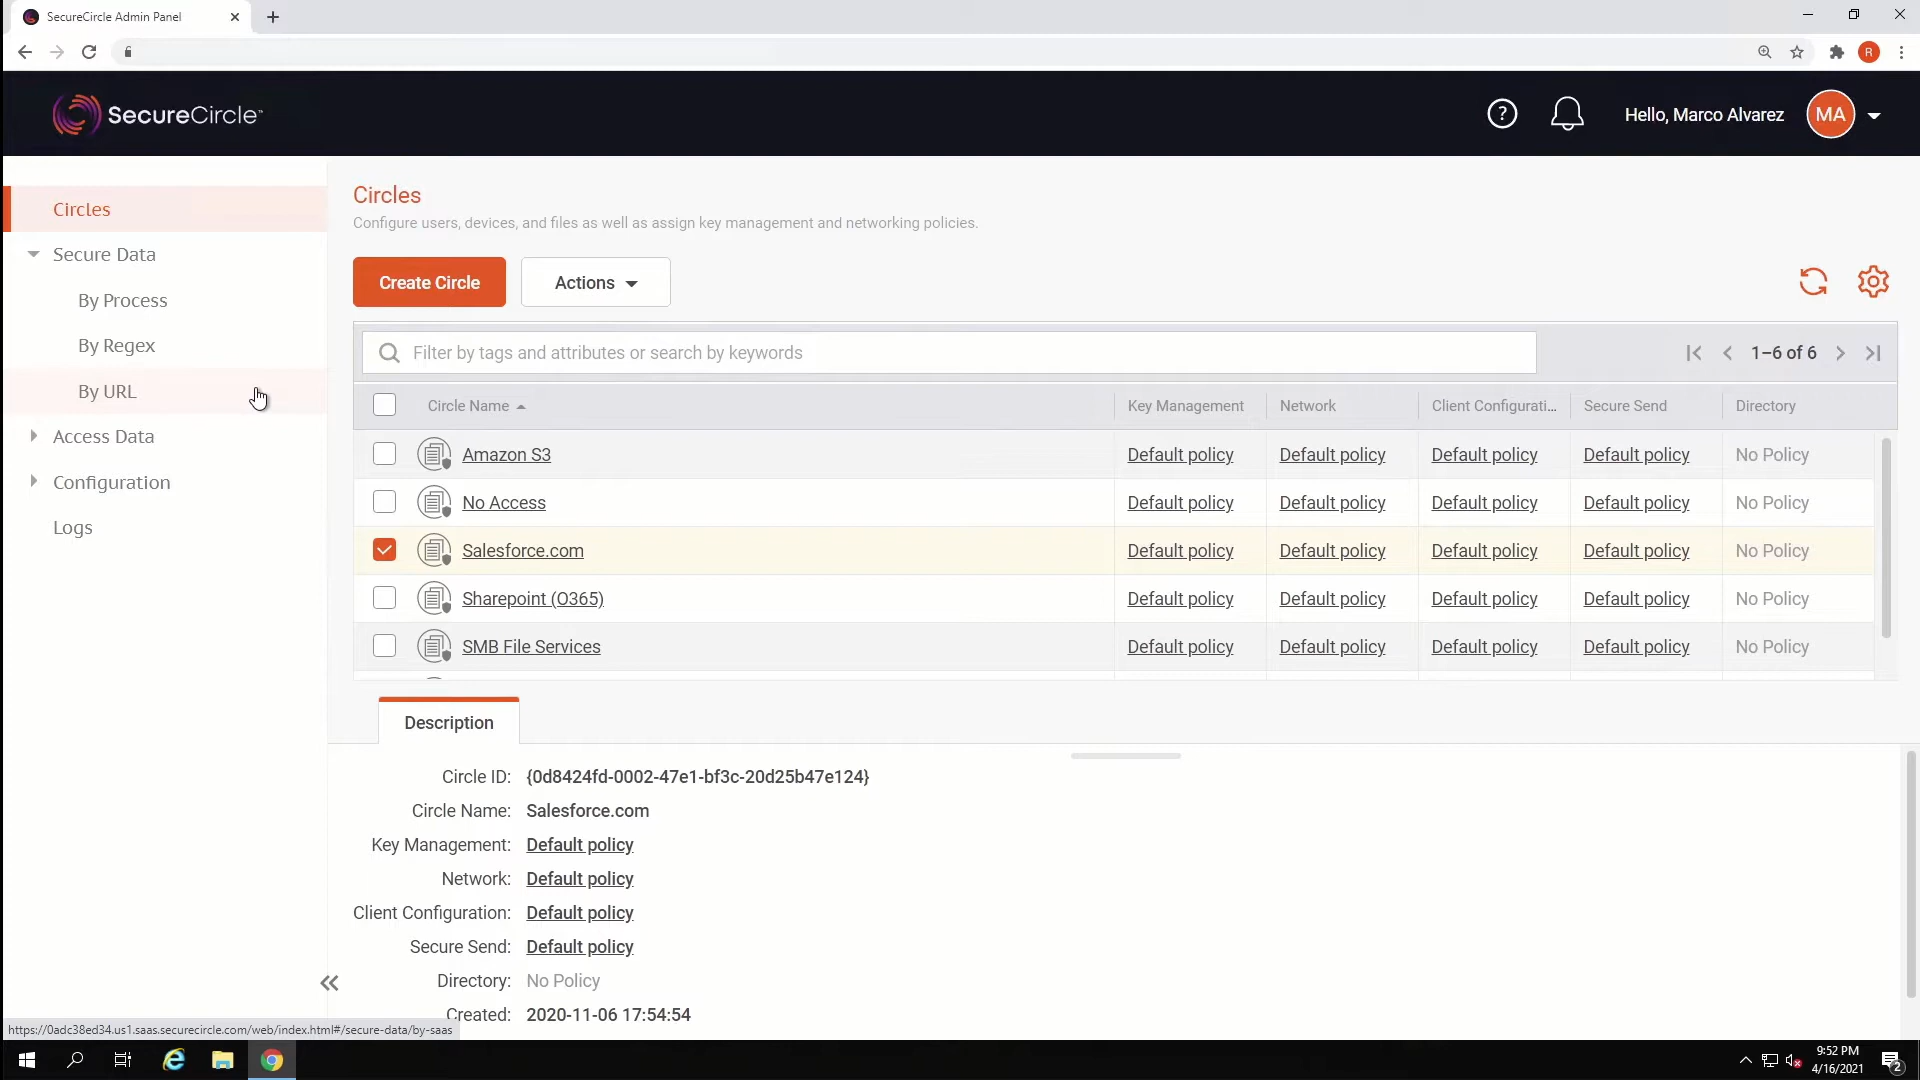 SecureCircle Admin Panel
R
SecureCircle™
?
Hello, Marco Alvarez
MA
Circles
Secure Data
By Process
By Regex
By URL
Access Data
Configuration
Logs
Circles
Configure users, devices, and files as well as assign key management and networking policies.
Create Circle
Actions
Filter by tags and attributes or search by keywords
1–6 of 6
Circle Name Key Management Network Client Configurati... Secure Send Directory
Amazon S3 Default policy Default policy Default policy Default policy No Policy
No Access Default policy Default policy Default policy Default policy No Policy
Salesforce.com Default policy Default policy Default policy Default policy No Policy
Sharepoint (O365) Default policy Default policy Default policy Default policy No Policy
SMB File Services Default policy Default policy Default policy Default policy No Policy
Description
Circle ID: {0d8424fd-0002-47e1-bf3c-20d25b47e124}
Circle Name: Salesforce.com
Key Management: Default policy
Network: Default policy
Client Configuration: Default policy
Secure Send: Default policy
Directory: No Policy
Created: 2020-11-06 17:54:54
https://0adc38ed34.us1.saas.securecircle.com/web/index.html#/secure-data/by-saas
9:52 PM
4/16/2021
2